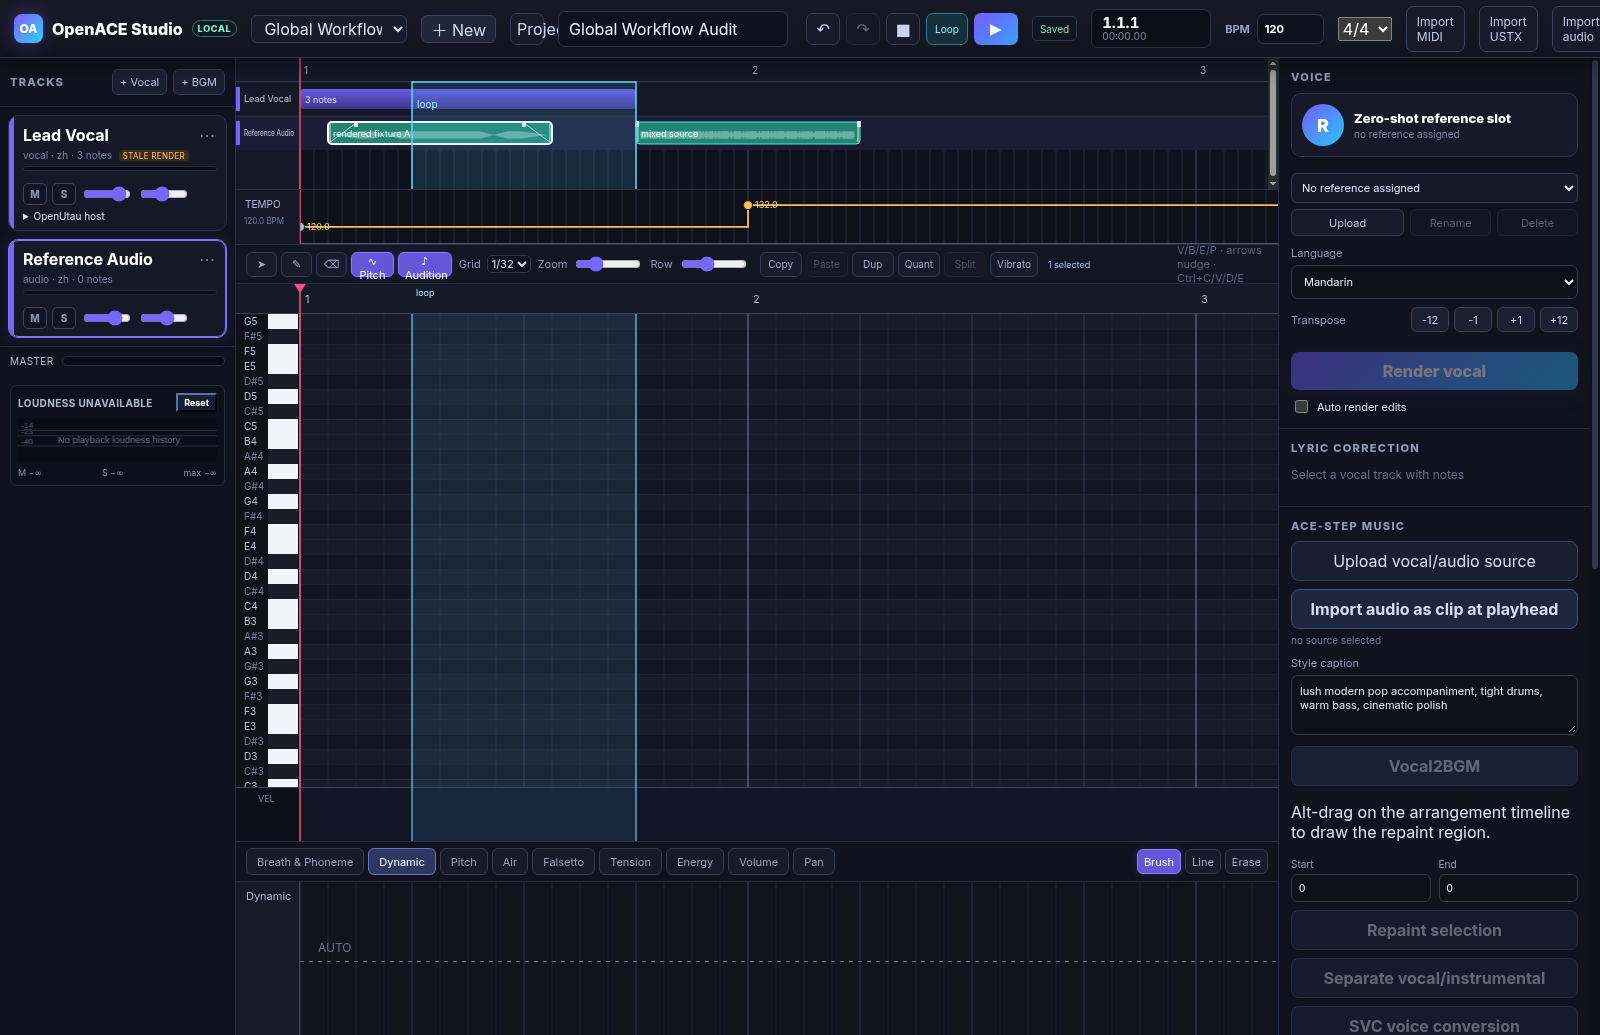 OA OpenACE Studio LOCAL Global Workflow + New Projec Global Workflow Audit ↶ ↷ ■ Loop ▶ Saved 1.1.1 00:00.00 BPM 120 4/4 Import MIDI Import USTX Import audio
TRACKS + Vocal + BGM
Lead Vocal ...
vocal · zh · 3 notes STALE RENDER
M S
▶ OpenUtau host
Reference Audio ...
audio · zh · 0 notes
M S
MASTER
LOUDNESS UNAVAILABLE Reset
-14
-23
-40
No playback loudness history
M −∞ S −∞ max −∞
1 2 3
Lead Vocal 3 notes loop
Reference Audio rendered fixture A mixed source
TEMPO
120.0 BPM
120.0 132.0
Pitch Audition Grid 1/32 Zoom Row Copy Paste Dup Quant Split Vibrato 1 selected
V/B/E/P · arrows
nudge ·
Ctrl+C/V/D/E
1 loop 2 3
G5
F#5
F5
E5
D#5
D5
C#5
C5
B4
A#4
A4
G#4
G4
F#4
F4
E4
D#4
D4
C#4
C4
B3
A#3
A3
G#3
G3
F#3
F3
E3
D#3
D3
C#3
C3
VEL
Breath & Phoneme Dynamic Pitch Air Falsetto Tension Energy Volume Pan Brush Line Erase
Dynamic
AUTO
VOICE
R Zero-shot reference slot
no reference assigned
No reference assigned
Upload Rename Delete
Language
Mandarin
Transpose -12 -1 +1 +12
Render vocal
Auto render edits
LYRIC CORRECTION
Select a vocal track with notes
ACE-STEP MUSIC
Upload vocal/audio source
Import audio as clip at playhead
no source selected
Style caption
lush modern pop accompaniment, tight drums,
warm bass, cinematic polish
Vocal2BGM
Alt-drag on the arrangement timeline
to draw the repaint region.
Start End
0 0
Repaint selection
Separate vocal/instrumental
SVC voice conversion